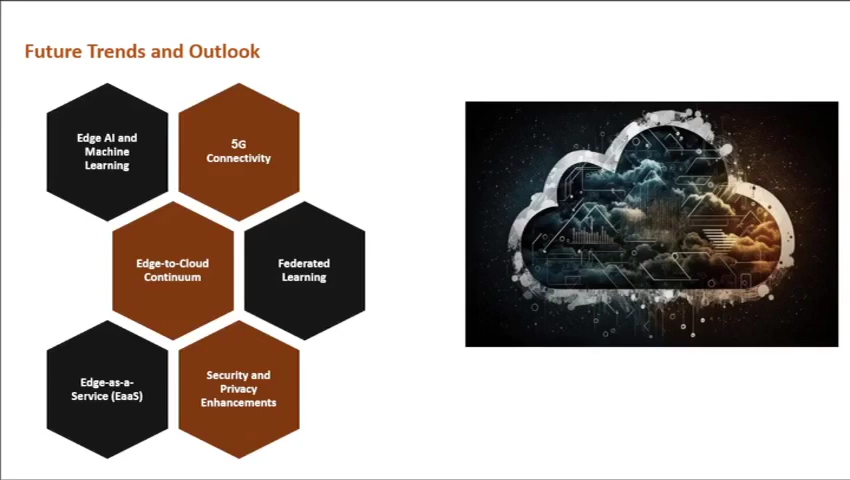 Future Trends and Outlook
Edge AI and
Machine
Learning
5G
Connectivity
Edge-to-Cloud
Continuum
Federated
Learning
Edge-as-a-
Service (EaaS)
Security and
Privacy
Enhancements